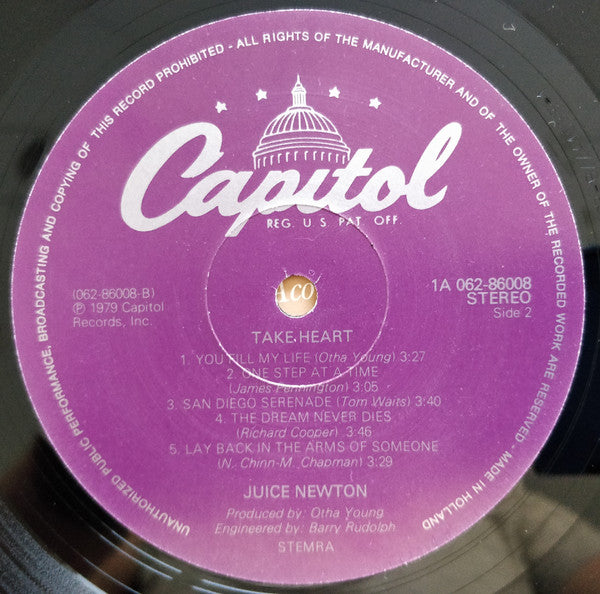 UNAUTHORIZED PUBLIC PERFORMANCE, BROADCASTING AND COPYING OF THIS RECORD PROHIBITED - ALL RIGHTS OF THE MANUFACTURER AND OF THE OWNER OF THE RECORDED WORK ARE RESERVED - MADE IN HOLLAND
Capitol
REG. U.S. PAT. OFF.
(062-86008-B)
℗ 1979 Capitol
Records, Inc.
1A 062-86008
STEREO
Side 2
TAKE HEART
1. YOU FILL MY LIFE (Otha Young) 3:27
2. ONE STEP AT A TIME
(James Pennington) 3:05
3. SAN DIEGO SERENADE (Tom Waits) 3:40
4. THE DREAM NEVER DIES
(Richard Cooper) 3:46
5. LAY BACK IN THE ARMS OF SOMEONE
(N. Chinn-M. Chapman) 3:29
JUICE NEWTON
Produced by: Otha Young
Engineered by: Barry Rudolph
STEMRA